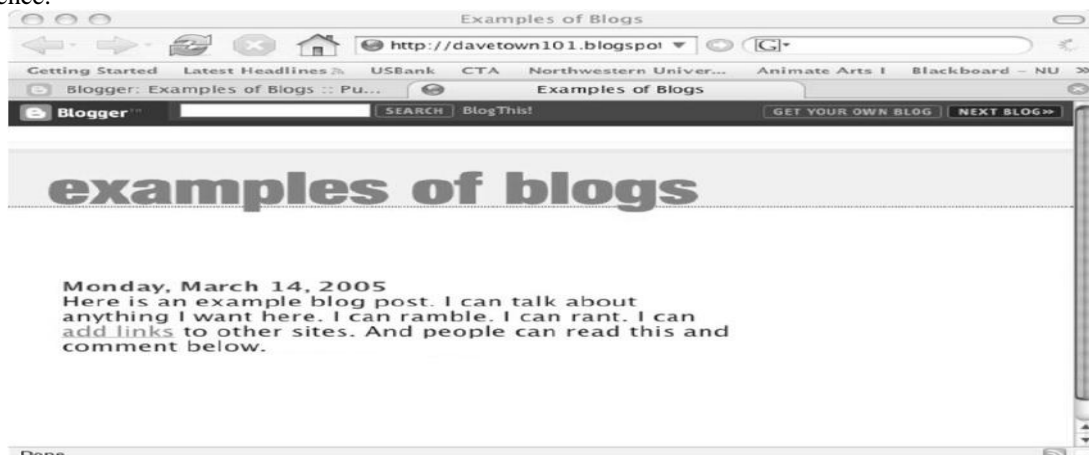 ence.
Examples of Blogs
http://davetown101.blogspot
G
Getting Started Latest Headlines USBank CTA Northwestern Univer... Animate Arts I Blackboard - NU »
Blogger: Examples of Blogs :: Pu... Examples of Blogs
Blogger™ SEARCH BlogThis! GET YOUR OWN BLOG NEXT BLOG»
examples of blogs
Monday, March 14, 2005
Here is an example blog post. I can talk about
anything I want here. I can ramble. I can rant. I can
add links to other sites. And people can read this and
comment below.
Done